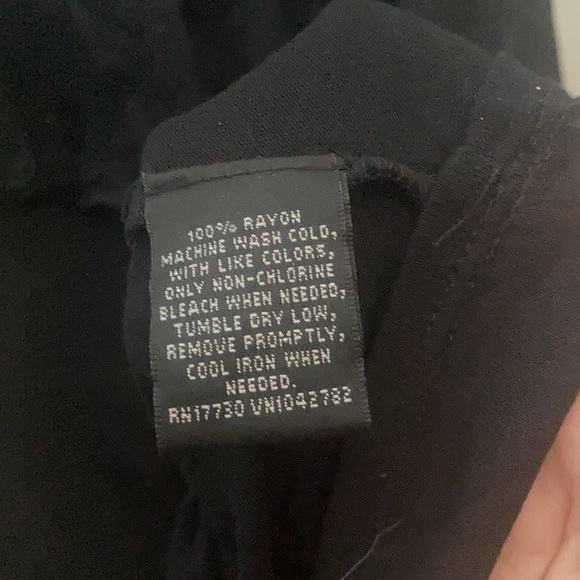 100% RAYON
MACHINE WASH COLD,
WITH LIKE COLORS,
ONLY NON-CHLORINE
BLEACH WHEN NEEDED,
TUMBLE DRY LOW,
REMOVE PROMPTLY,
COOL IRON WHEN
NEEDED.
RN17730 VN1042782